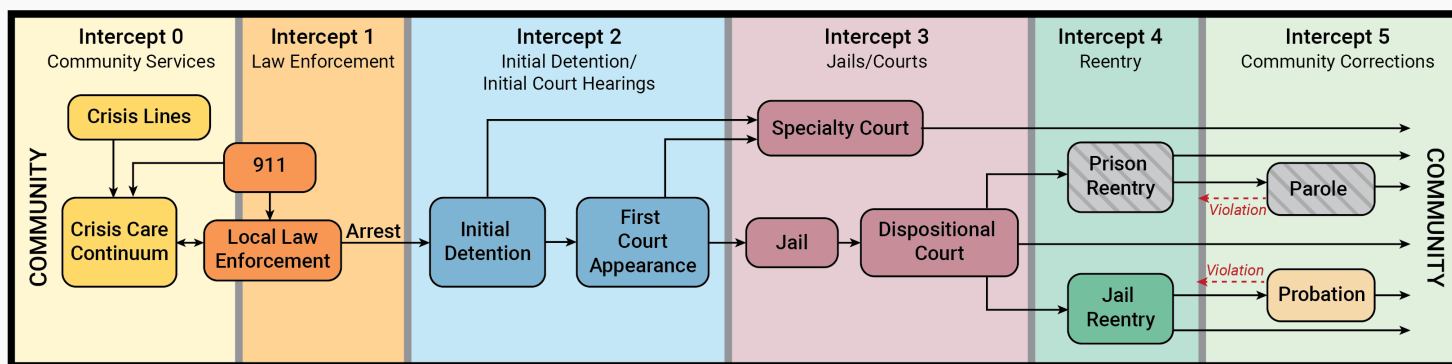 Intercept 0
Community Services
Intercept 1
Law Enforcement
Intercept 2
Initial Detention/
Initial Court Hearings
Intercept 3
Jails/Courts
Intercept 4
Reentry
Intercept 5
Community Corrections
COMMUNITY
Crisis Lines
911
Crisis Care
Continuum
Local Law
Enforcement
Arrest
Initial
Detention
First
Court
Appearance
Specialty Court
Jail
Dispositional
Court
Prison
Reentry
Parole
Violation
Violation
Jail
Reentry
Probation
COMMUNITY